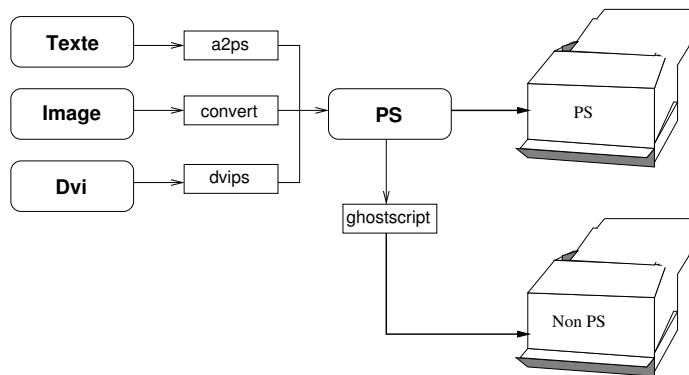 Texte
a2ps
Image
convert
PS
PS
Dvi
dvips
ghostscript
Non PS